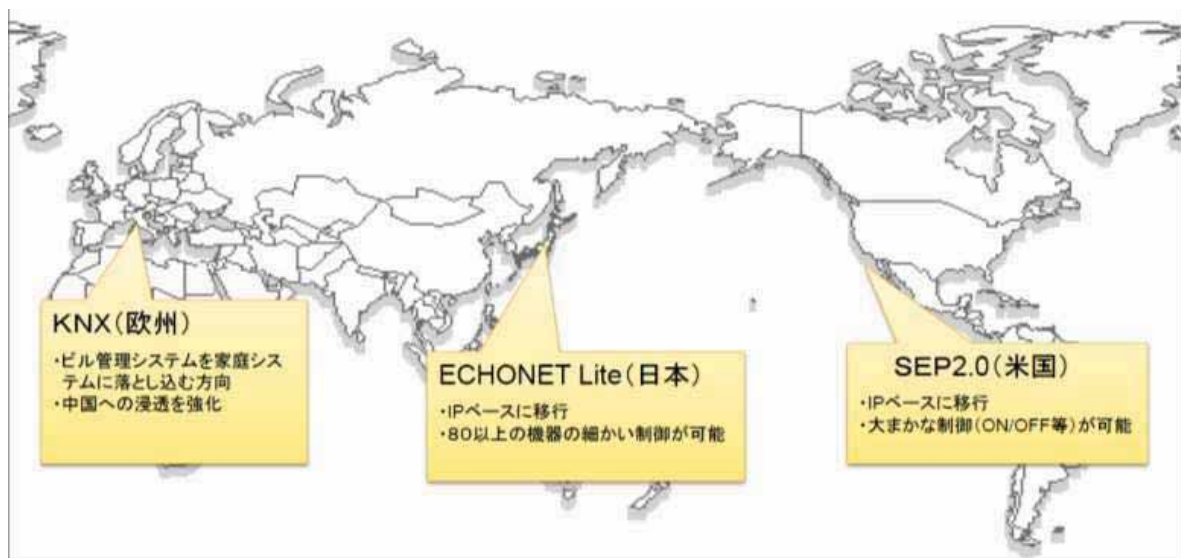 KNX(欧州)
・ビル管理システムを家庭シス
テムに落とし込む方向
・中国への浸透を強化
ECHONET Lite(日本)
・IPベースに移行
・80以上の機器の細かい制御が可能
SEP2.0(米国)
・IPベースに移行
・大まかな制御(ON/OFF等)が可能